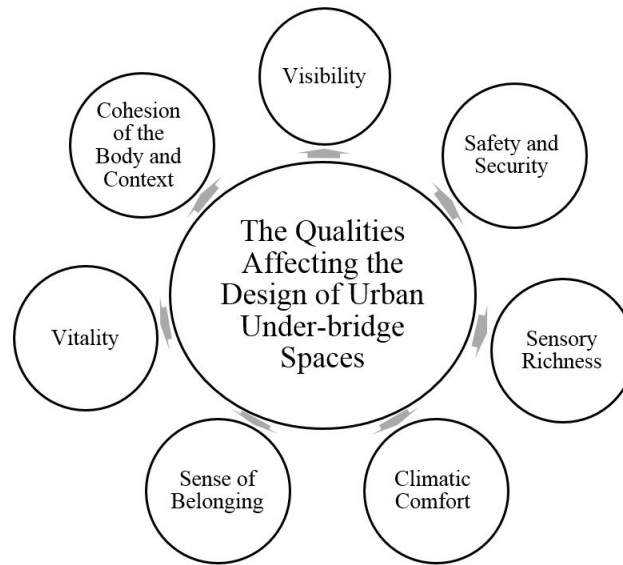 Visibility
Cohesion
of the
Body and
Context
Safety and
Security
The Qualities
Affecting the
Design of Urban
Under-bridge
Spaces
Vitality
Sensory
Richness
Sense of
Belonging
Climatic
Comfort